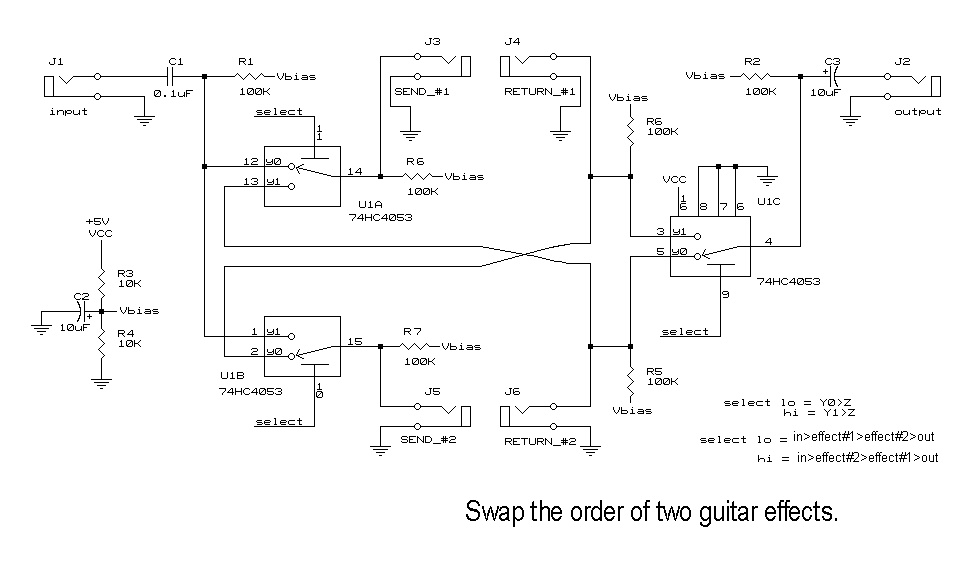 J1
C1
0.1uF
input
R1
100K
Vbias
select
J3
SEND_#1
J4
RETURN_#1
Vbias
R2
100K
C3
+
10uF
J2
output
Vbias
R6
100K
11
12 y0
13 y1
14
R6
100K
Vbias
U1A
74HC4053
VCC
16
8
7
6
U1C
3 y1
5 y0
4
74HC4053
9
select
+5V
VCC
R3
10K
C2
10uF
+
Vbias
R4
10K
1 y1
2 y0
15
R7
100K
Vbias
U1B
74HC4053
10
select
J5
SEND_#2
J6
RETURN_#2
R5
100K
Vbias
select lo = Y0>Z
hi = Y1>Z
select lo = in>effect#1>effect#2>out
hi = in>effect#2>effect#1>out
Swap the order of two guitar effects.